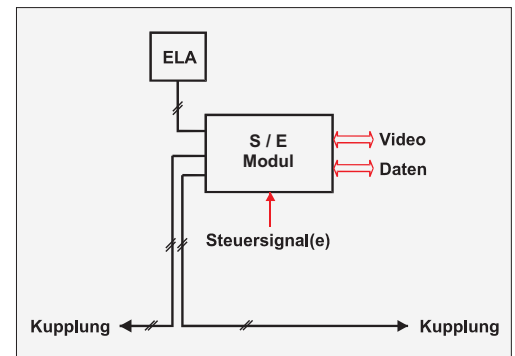 ELA
S / E
Modul
Video
Daten
Steuersignal(e)
Kupplung
Kupplung